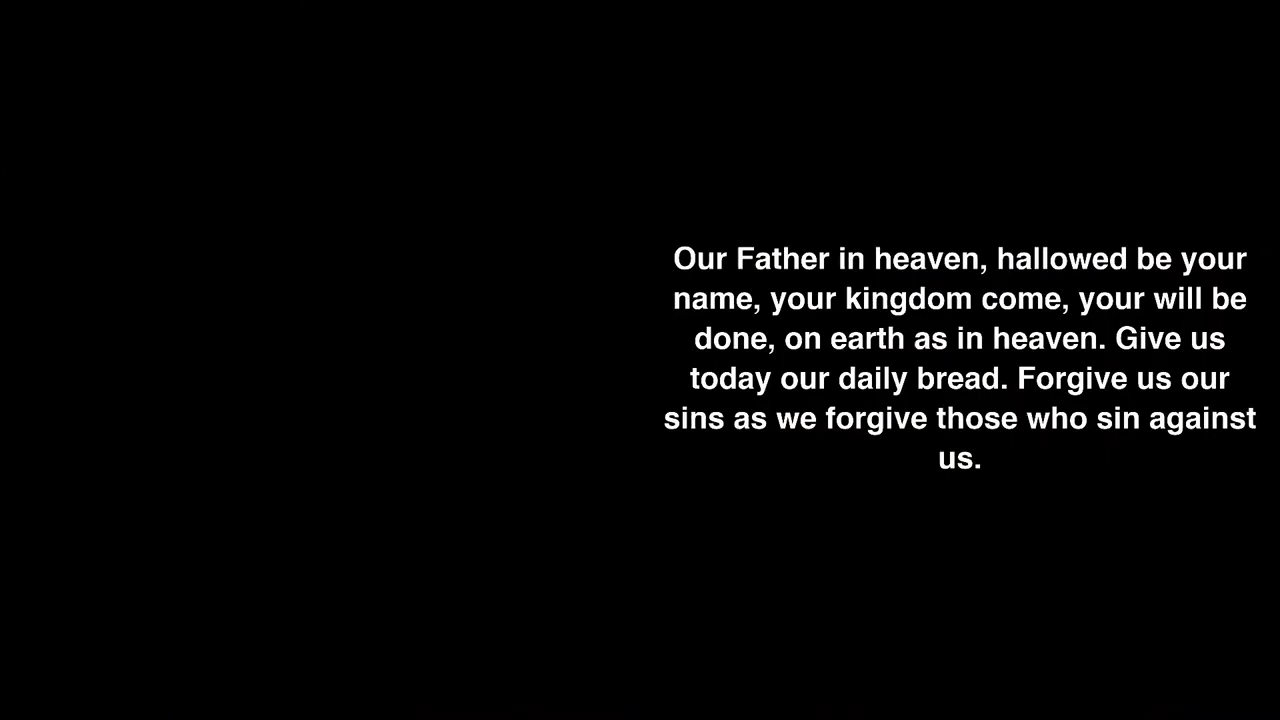 Our Father in heaven, hallowed be your
name, your kingdom come, your will be
done, on earth as in heaven. Give us
today our daily bread. Forgive us our
sins as we forgive those who sin against
us.